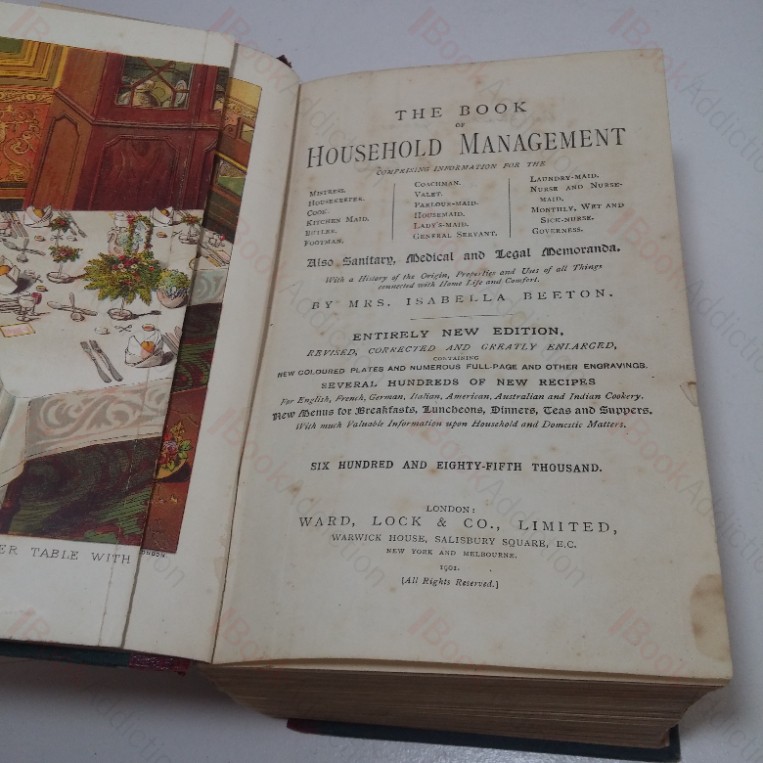 THE BOOK
OF
HOUSEHOLD MANAGEMENT
COMPRISING INFORMATION FOR THE
MISTRESS,
HOUSEKEEPER,
COOK,
KITCHEN MAID,
BUTLER,
FOOTMAN,
COACHMAN,
VALET,
PARLOUR-MAID,
HOUSEMAID,
LADY'S-MAID,
GENERAL SERVANT,
LAUNDRY-MAID,
NURSE AND NURSE-
MAID,
MONTHLY, WET AND
SICK-NURSE,
GOVERNESS.
Also Sanitary, Medical and Legal Memoranda.
With a History of the Origin, Properties and Uses of all Things
connected with Home Life and Comfort.
BY MRS. ISABELLA BEETON.
ENTIRELY NEW EDITION,
REVISED, CORRECTED AND GREATLY ENLARGED,
CONTAINING
NEW COLOURED PLATES AND NUMEROUS FULL-PAGE AND OTHER ENGRAVINGS.
SEVERAL HUNDREDS OF NEW RECIPES
For English, French, German, Italian, American, Australian and Indian Cookery.
New Menus for Breakfasts, Luncheons, Dinners, Teas and Suppers,
With much Valuable Information upon Household and Domestic Matters.
SIX HUNDRED AND EIGHTY-FIFTH THOUSAND.
LONDON:
WARD, LOCK & CO., LIMITED,
WARWICK HOUSE, SALISBURY SQUARE, E.C.
NEW YORK AND MELBOURNE.
1901.
[All Rights Reserved.]
TABLE WITH
BookAddiction